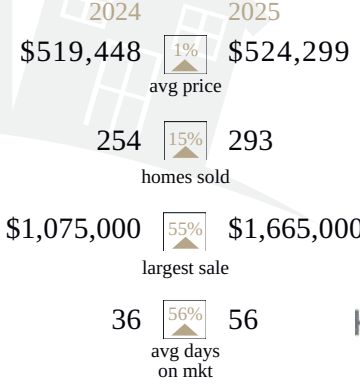 2024 2025
$519,448 1% $524,299
avg price
254 15% 293
homes sold
$1,075,000 55% $1,665,000
largest sale
36 56% 56
avg days
on mkt